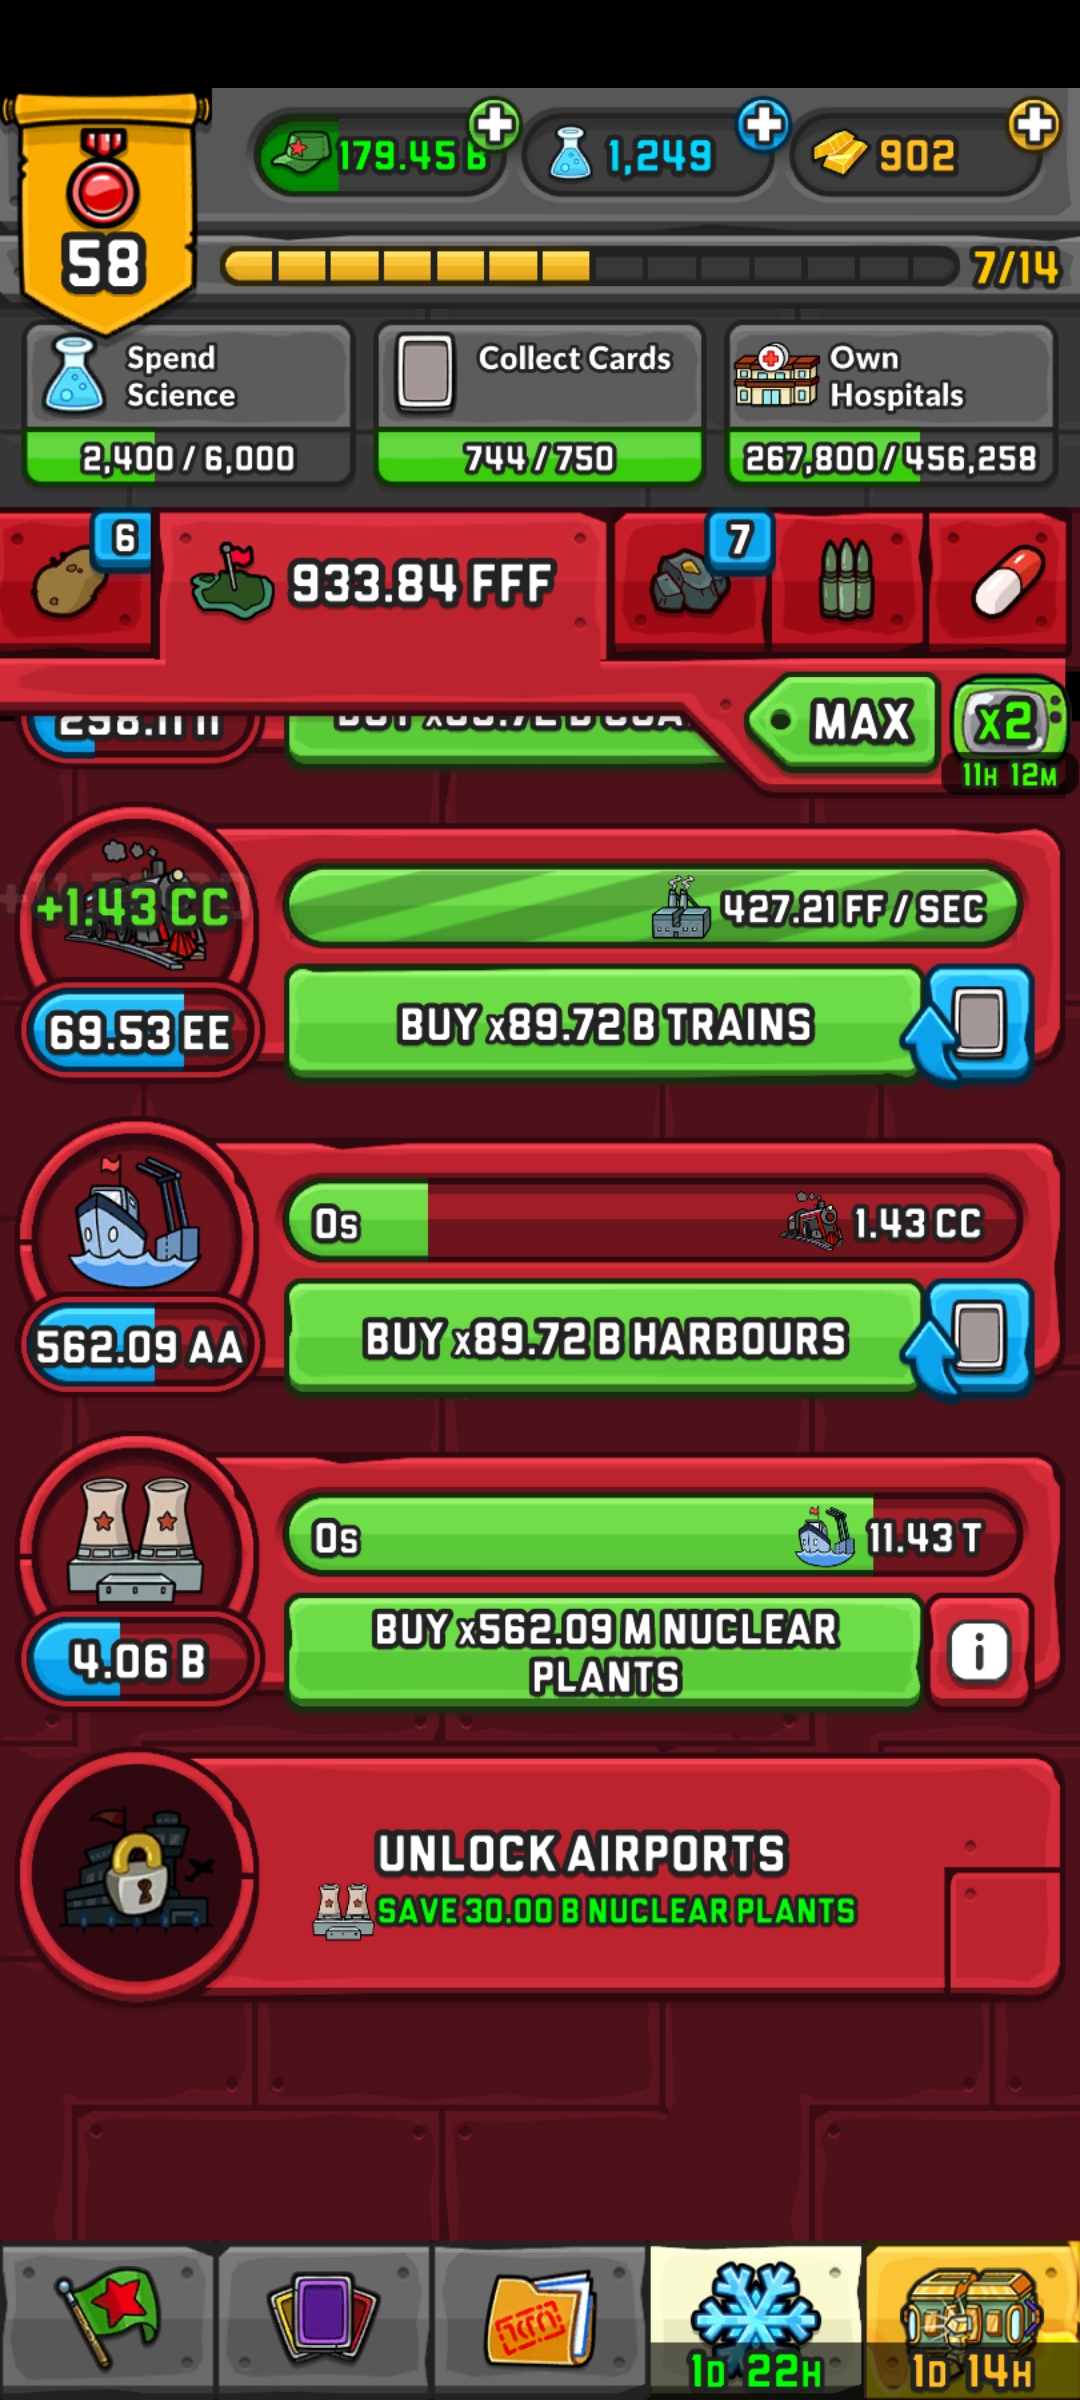 179.45 B
1,249
902
58
7/14
Spend
Science
Collect Cards
Own
Hospitals
2,400 / 6,000
744 / 750
267,800 / 456,258
6
933.84 FFF
7
MAX
x2
11H 12M
+1.43 CC
427.21 FF / SEC
69.53 EE
BUY x89.72 B TRAINS
0s
1.43 CC
562.09 AA
BUY x89.72 B HARBOURS
0s
11.43 T
4.06 B
BUY x562.09 M NUCLEAR
PLANTS
i
UNLOCK AIRPORTS
SAVE 30.00 B NUCLEAR PLANTS
1D 22H
1D 14H